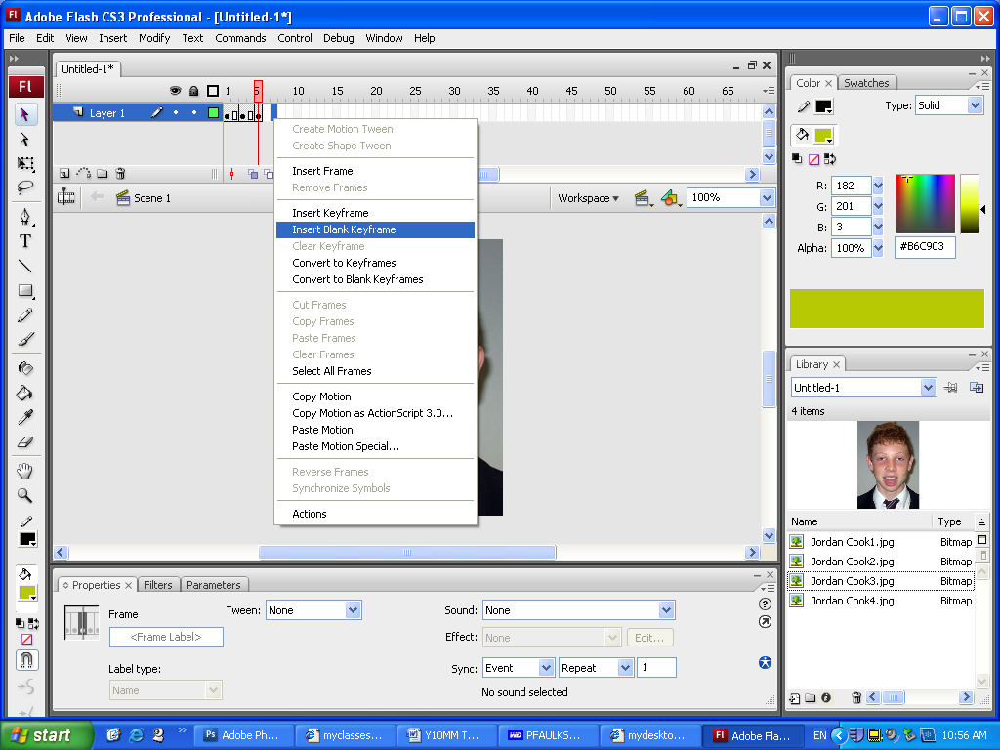 Adobe Flash CS3 Professional - [Untitled-1*]
File Edit View Insert Modify Text Commands Control Debug Window Help
Untitled-1*
1 5 10 15 20 25 30 35 40 45 50 55 60 65
Layer 1
Scene 1
Workspace
100%
Create Motion Tween
Create Shape Tween
Insert Frame
Remove Frames
Insert Keyframe
Insert Blank Keyframe
Clear Keyframe
Convert to Keyframes
Convert to Blank Keyframes
Cut Frames
Copy Frames
Paste Frames
Clear Frames
Select All Frames
Copy Motion
Copy Motion as ActionScript 3.0...
Paste Motion
Paste Motion Special...
Reverse Frames
Synchronize Symbols
Actions
Fl
T
Color Swatches
Type: Solid
R: 182
G: 201
B: 3
Alpha: 100%
#B6C903
Library
Untitled-1
4 items
Name Type
Jordan Cook1.jpg Bitmap
Jordan Cook2.jpg Bitmap
Jordan Cook3.jpg Bitmap
Jordan Cook4.jpg Bitmap
Properties Filters Parameters
Frame
<Frame Label>
Label type:
Name
Tween: None
Sound: None
Effect: None Edit...
Sync: Event Repeat 1
No sound selected
start
Ps Adobe Ph...
myclasses...
Y10MM T...
WD PFAULKS...
mydeskto...
Fl Adobe Fla...
EN
10:56 AM